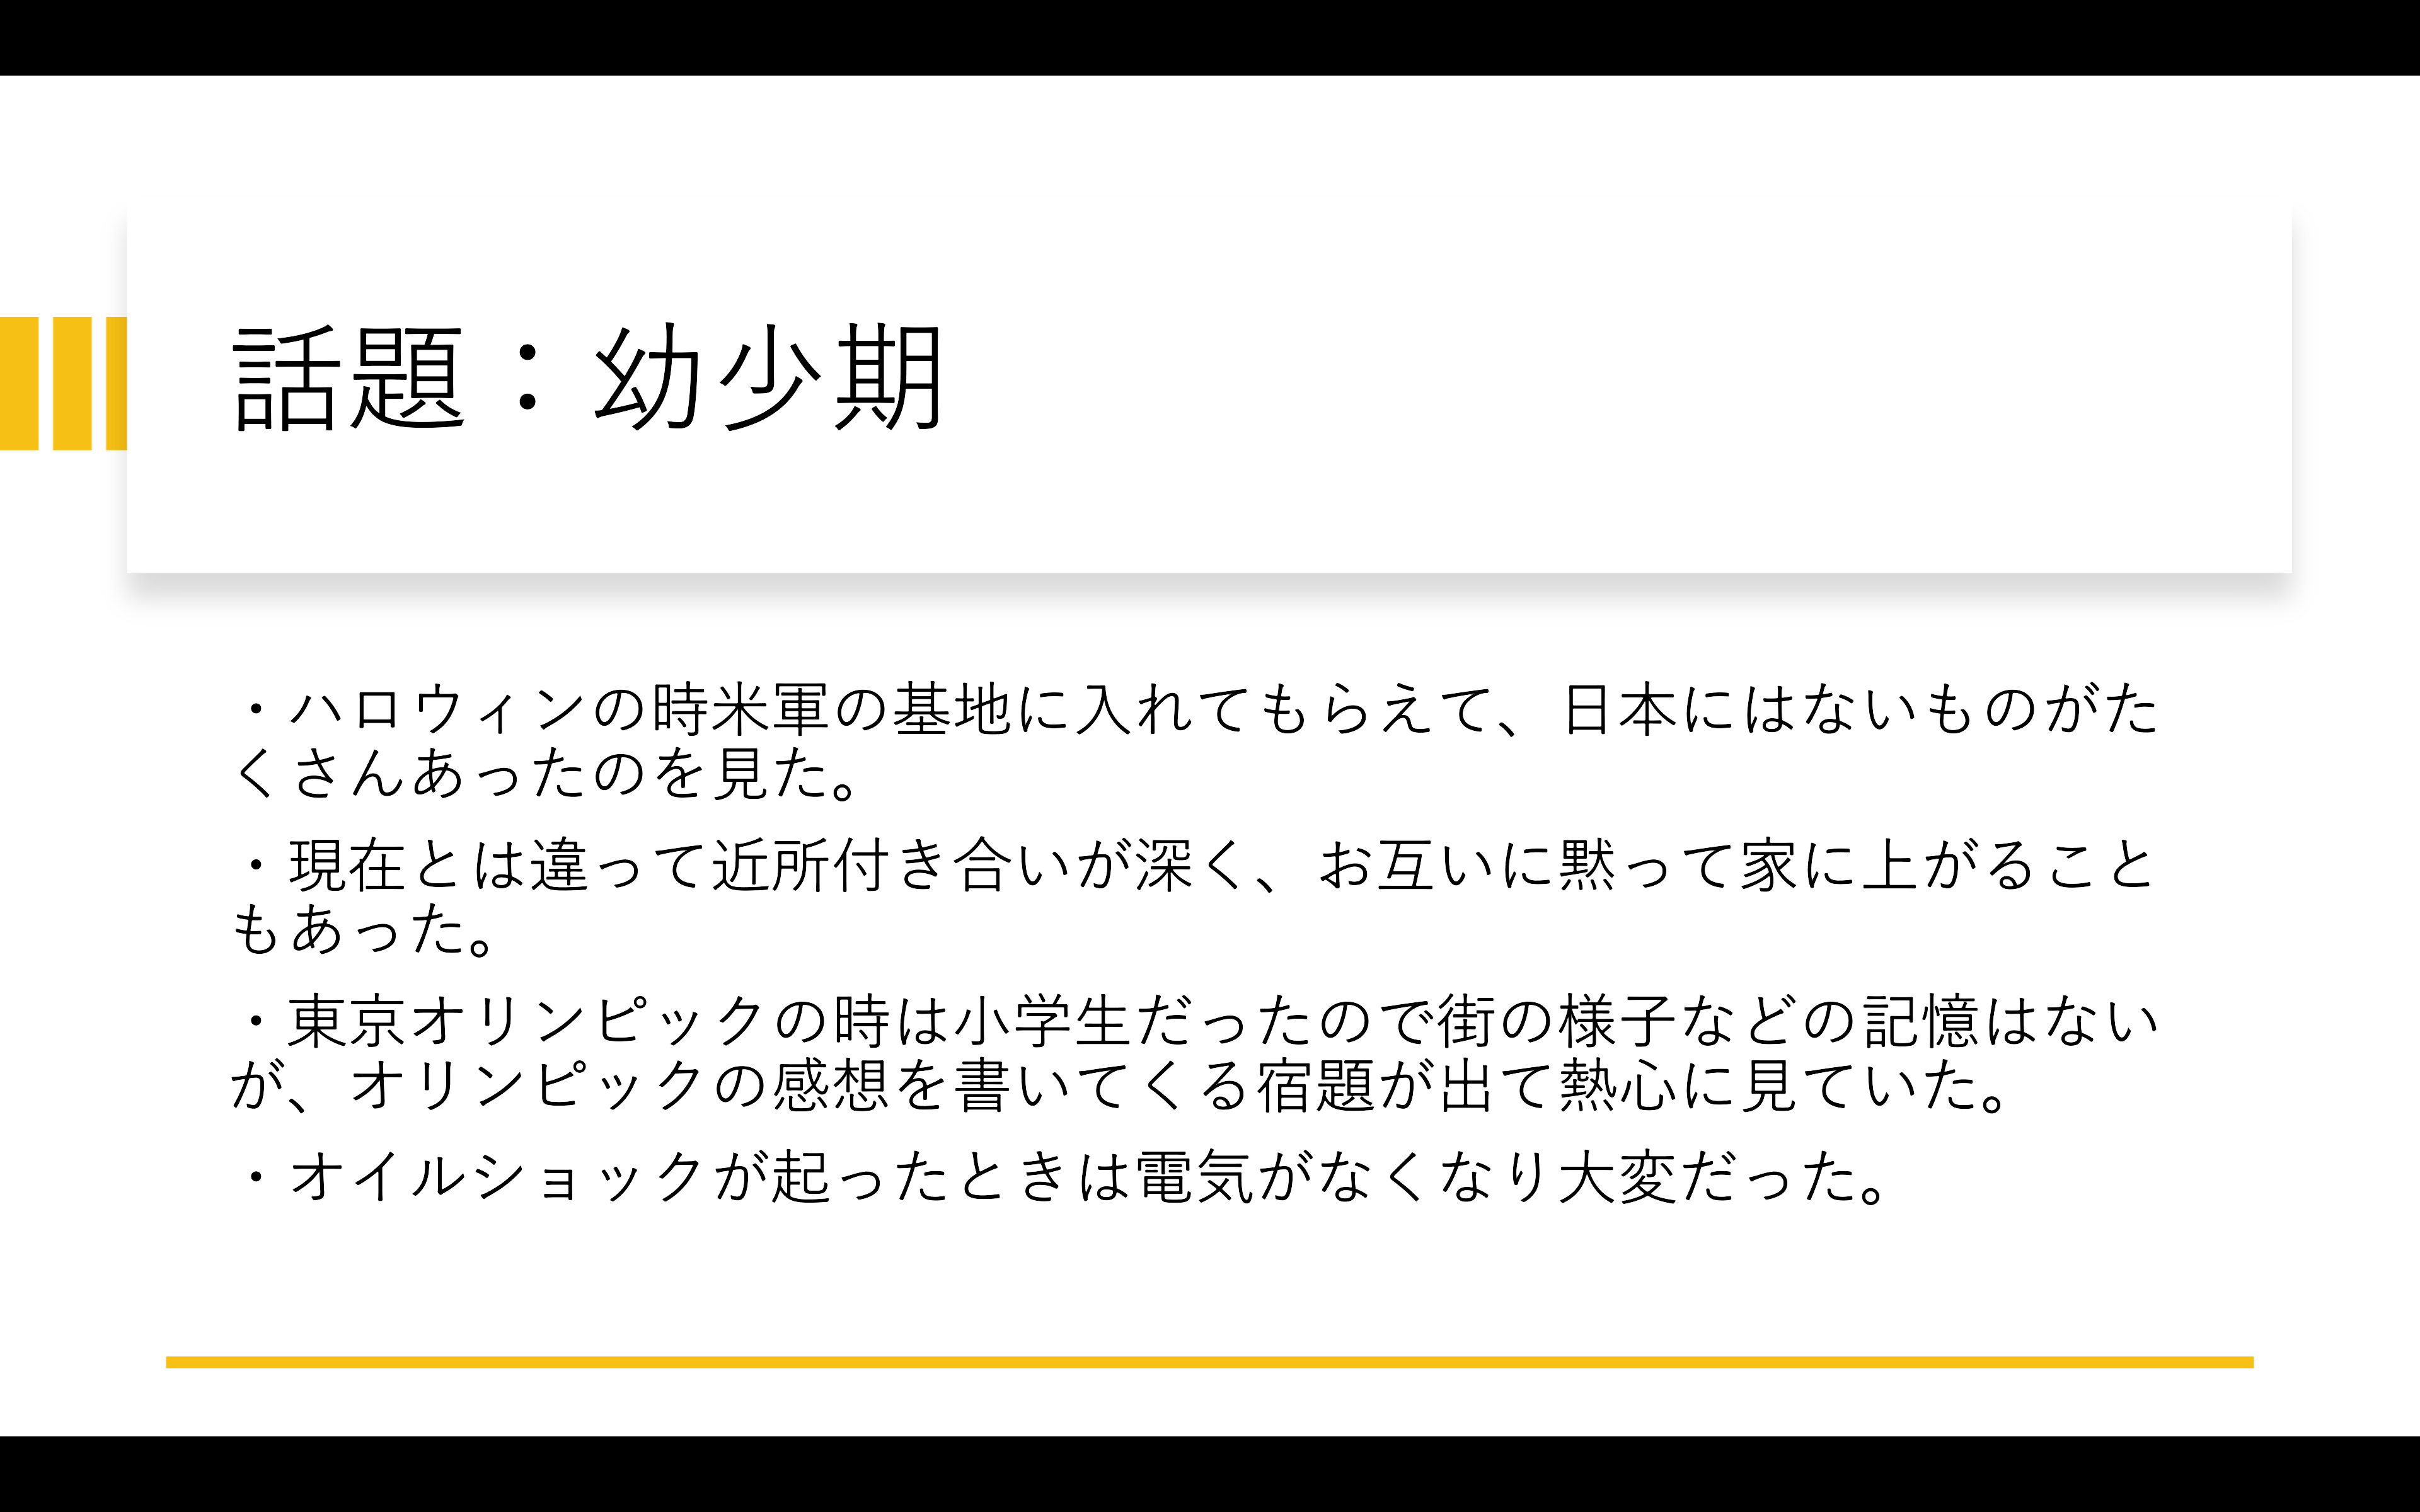 話題：幼少期
・ハロウィンの時米軍の基地に入れてもらえて、日本にはないものがた
くさんあったのを見た。
・現在とは違って近所付き合いが深く、お互いに黙って家に上がること
もあった。
・東京オリンピックの時は小学生だったので街の様子などの記憶はない
が、オリンピックの感想を書いてくる宿題が出て熱心に見ていた。
・オイルショックが起ったときは電気がなくなり大変だった。